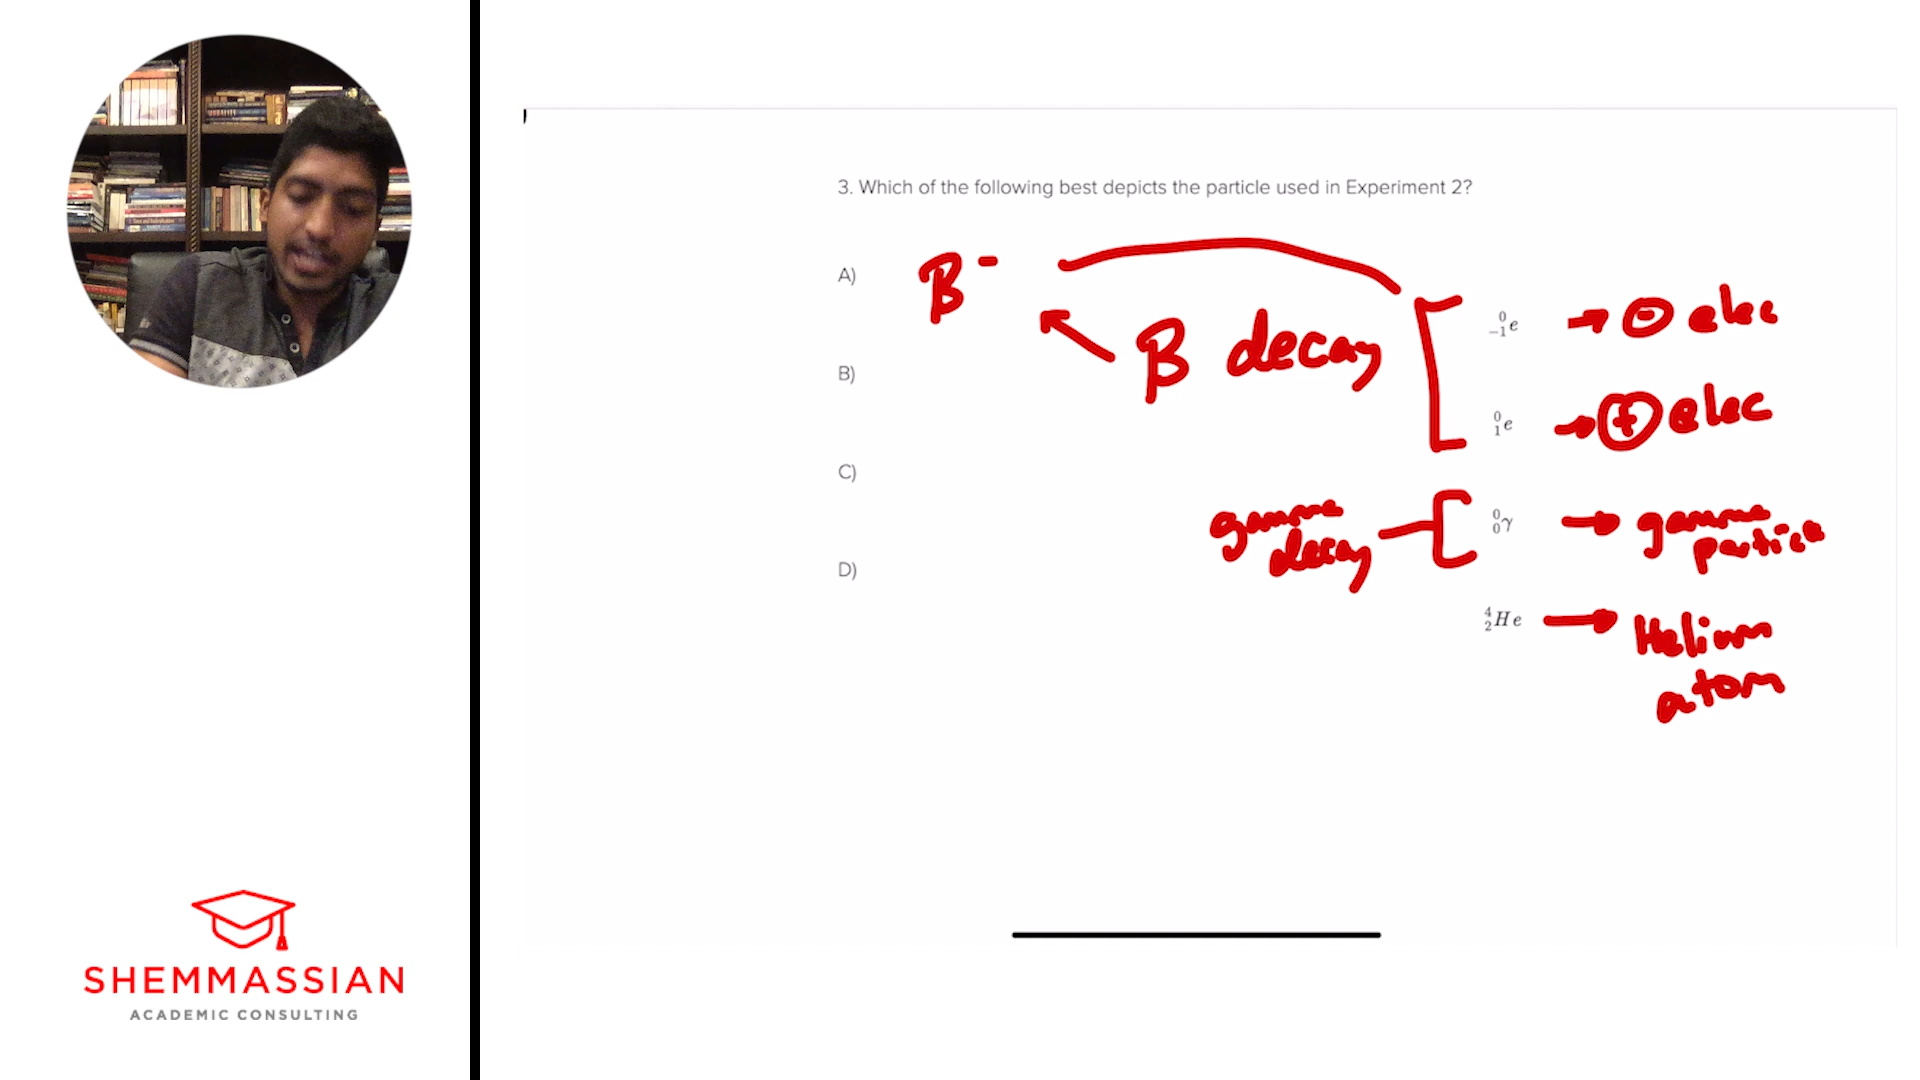 3. Which of the following best depicts the particle used in Experiment 2?
A)
B -
B decay
0 -1 e → ⊖ elec
B)
0 1 e → ⊕ elec
C)
gamma decay
0 0 γ → gamma particle
D)
4 2 He → Helium atom
SHEMMASSIAN
ACADEMIC CONSULTING